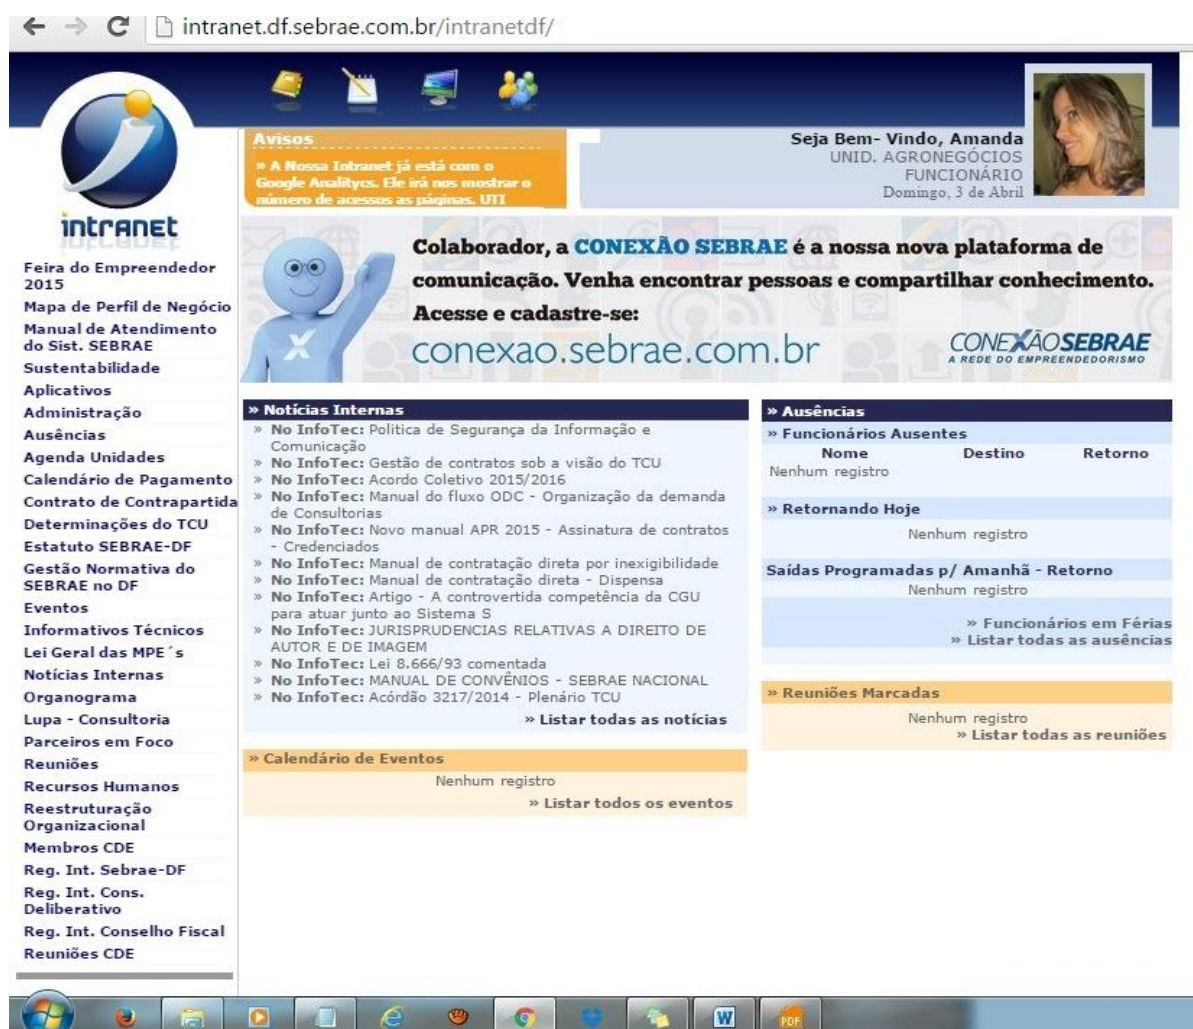 intranet.df.sebrae.com.br/intranetdf/
Avisos
» A Nossa Intranet já está com o
Google Analitycs. Ele irá nos mostrar o
número de acessos as páginas. UTI
Seja Bem- Vindo, Amanda
UNID. AGRONEGÓCIOS
FUNCIONÁRIO
Domingo, 3 de Abril
intranet
Feira do Empreendedor
2015
Mapa de Perfil de Negócio
Manual de Atendimento
do Sist. SEBRAE
Sustentabilidade
Aplicativos
Administração
Ausências
Agenda Unidades
Calendário de Pagamento
Contrato de Contrapartida
Determinações do TCU
Estatuto SEBRAE-DF
Gestão Normativa do
SEBRAE no DF
Eventos
Informativos Técnicos
Lei Geral das MPE´s
Notícias Internas
Organograma
Lupa - Consultoria
Parceiros em Foco
Reuniões
Recursos Humanos
Reestruturação
Organizacional
Membros CDE
Reg. Int. Sebrae-DF
Reg. Int. Cons.
Deliberativo
Reg. Int. Conselho Fiscal
Reuniões CDE
Colaborador, a CONEXÃO SEBRAE é a nossa nova plataforma de
comunicação. Venha encontrar pessoas e compartilhar conhecimento.
Acesse e cadastre-se:
conexao.sebrae.com.br
CONEXÃO SEBRAE
A REDE DO EMPREENDEDORISMO
» Notícias Internas
» No InfoTec: Politica de Segurança da Informação e
Comunicação
» No InfoTec: Gestão de contratos sob a visão do TCU
» No InfoTec: Acordo Coletivo 2015/2016
» No InfoTec: Manual do fluxo ODC - Organização da demanda
de Consultorias
» No InfoTec: Novo manual APR 2015 - Assinatura de contratos
- Credenciados
» No InfoTec: Manual de contratação direta por inexigibilidade
» No InfoTec: Manual de contratação direta - Dispensa
» No InfoTec: Artigo - A controvertida competência da CGU
para atuar junto ao Sistema S
» No InfoTec: JURISPRUDENCIAS RELATIVAS A DIREITO DE
AUTOR E DE IMAGEM
» No InfoTec: Lei 8.666/93 comentada
» No InfoTec: MANUAL DE CONVÊNIOS - SEBRAE NACIONAL
» No InfoTec: Acórdão 3217/2014 - Plenário TCU
» Listar todas as notícias
» Calendário de Eventos
Nenhum registro
» Listar todos os eventos
» Ausências
» Funcionários Ausentes
Nome Destino Retorno
Nenhum registro
» Retornando Hoje
Nenhum registro
Saídas Programadas p/ Amanhã - Retorno
Nenhum registro
» Funcionários em Férias
» Listar todas as ausências
» Reuniões Marcadas
Nenhum registro
» Listar todas as reuniões
W
PDF